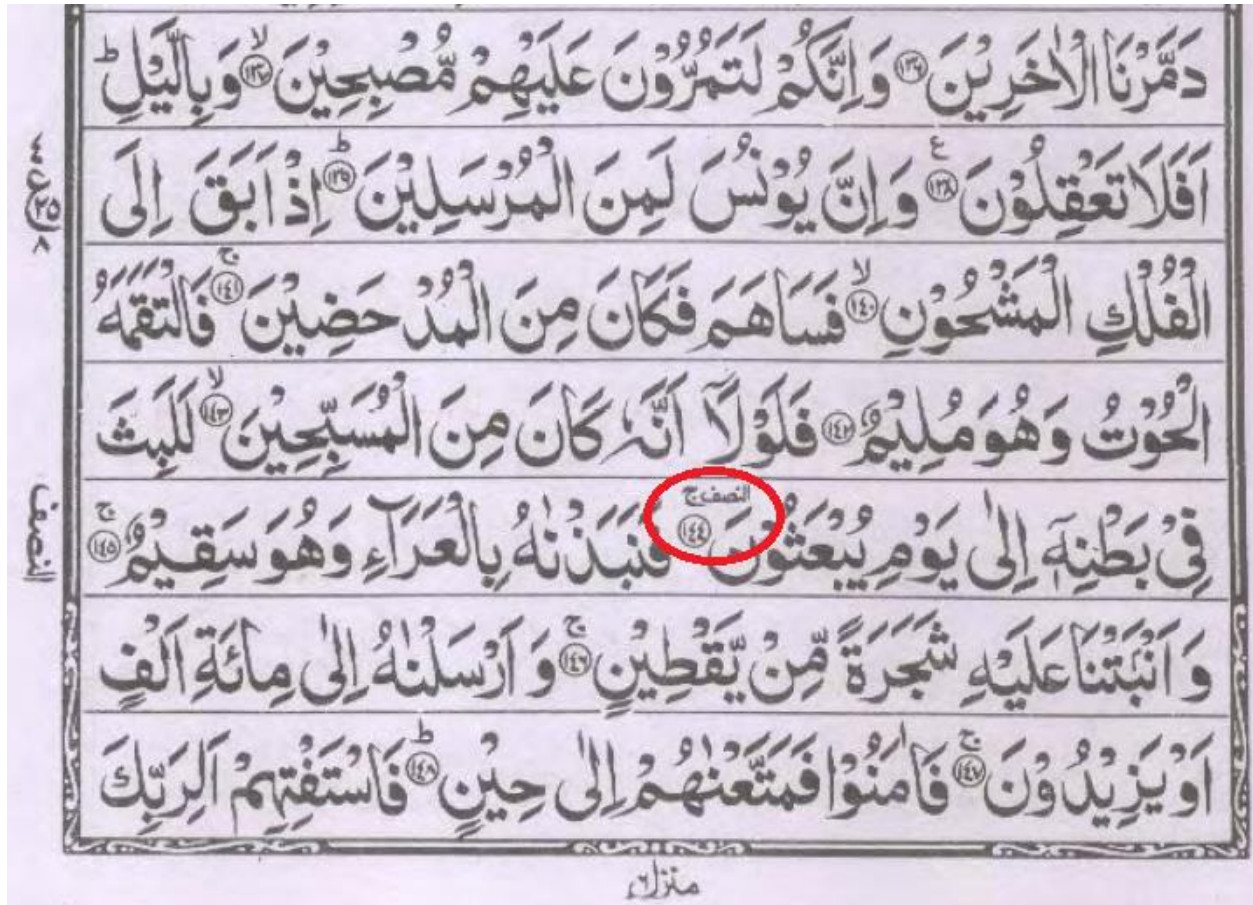 دَمَّرْنَا الْاٰخَرِيْنَ ۝١٣٦ وَ اِنَّكُمْ لَتَمُرُّوْنَ عَلَيْهِمْ مُّصْبِحِيْنَ ۝١٣٧ۙ وَ بِالَّيْلِ ؕ
اَفَلَا تَعْقِلُوْنَ ۝١٣٨ ع وَ اِنَّ يُوْنُسَ لَمِنَ الْمُرْسَلِيْنَ ۝١٣٩ؕ اِذْ اَبَقَ اِلَى
الْفُلْكِ الْمَشْحُوْنِ ۝١٤٠ۙ فَسَاهَمَ فَكَانَ مِنَ الْمُدْحَضِيْنَ ۝١٤١ۚ فَالْتَقَمَهُ
الْحُوْتُ وَ هُوَ مُلِيْمٌ ۝١٤٢ فَلَوْلَاۤ اَنَّهٗ كَانَ مِنَ الْمُسَبِّحِيْنَ ۝١٤٣ۙ لَلَبِثَ
فِيْ بَطْنِهٖۤ اِلٰى يَوْمِ يُبْعَثُوْنَ النصف ج ۝١٤٤ فَنَبَذْنٰهُ بِالْعَرَآءِ وَ هُوَ سَقِيْمٌ ۝١٤٥ۚ
النصف
وَ اَنْۢبَتْنَا عَلَيْهِ شَجَرَةً مِّنْ يَّقْطِيْنٍ ۝١٤٦ۚ وَ اَرْسَلْنٰهُ اِلٰى مِائَةِ اَلْفٍ
اَوْ يَزِيْدُوْنَ ۝١٤٧ۚ فَاٰمَنُوْا فَمَتَّعْنٰهُمْ اِلٰى حِيْنٍ ۝١٤٨ؕ فَاسْتَفْتِهِمْ اَلِرَبِّكَ
منزل ٦